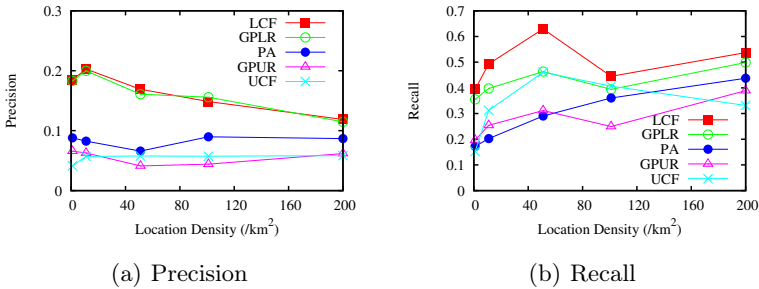 0.3
0.2
0.1
0
Precision
LCF
GPLR
PA
GPUR
UCF
0 40 80 120 160 200
Location Density (/km²)
(a) Precision
0.7
0.6
0.5
0.4
0.3
0.2
0.1
0
Recall
LCF
GPLR
PA
GPUR
UCF
0 40 80 120 160 200
Location Density (/km²)
(b) Recall